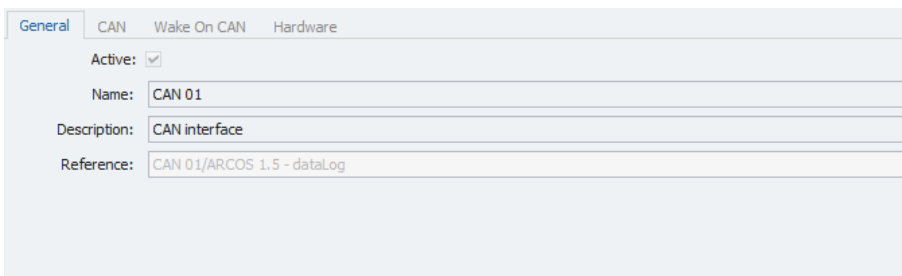 General CAN Wake On CAN Hardware
Active:
Name: CAN 01
Description: CAN interface
Reference: CAN 01/ARCOS 1.5 - dataLog